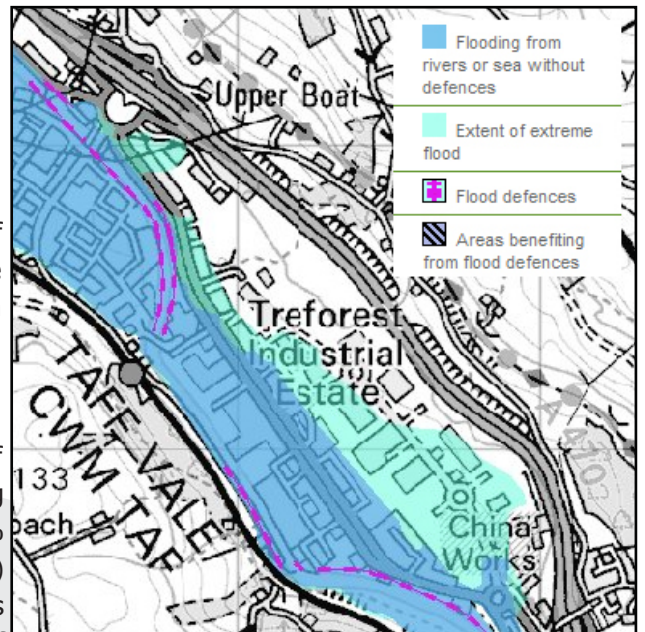 Flooding from
rivers or sea without
defences
Extent of extreme
flood
Flood defences
Areas benefiting
from flood defences
Upper Boat
Treforest
Industrial
Estate
TAFF VALE
CWM TAF
133
China
Works
A 470